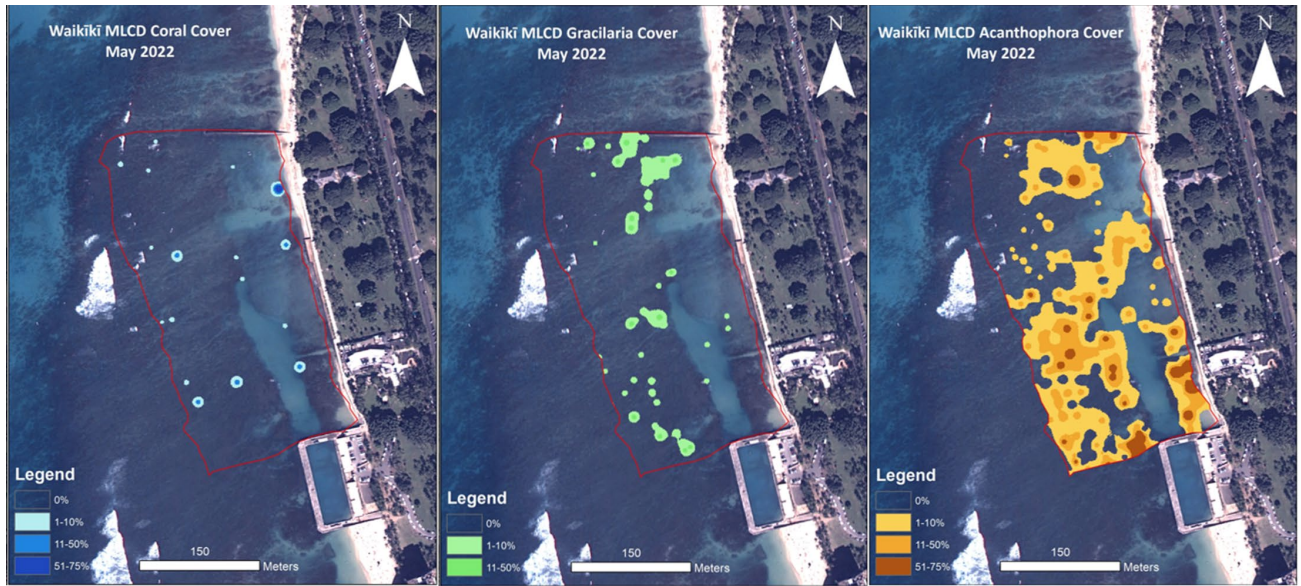 Waikīkī MLCD Coral Cover
May 2022
N
Legend
0%
1-10%
11-50%
51-75%
150
Meters
Waikīkī MLCD Gracilaria Cover
May 2022
N
Legend
0%
1-10%
11-50%
150
Meters
Waikīkī MLCD Acanthophora Cover
May 2022
N
Legend
0%
1-10%
11-50%
51-75%
150
Meters